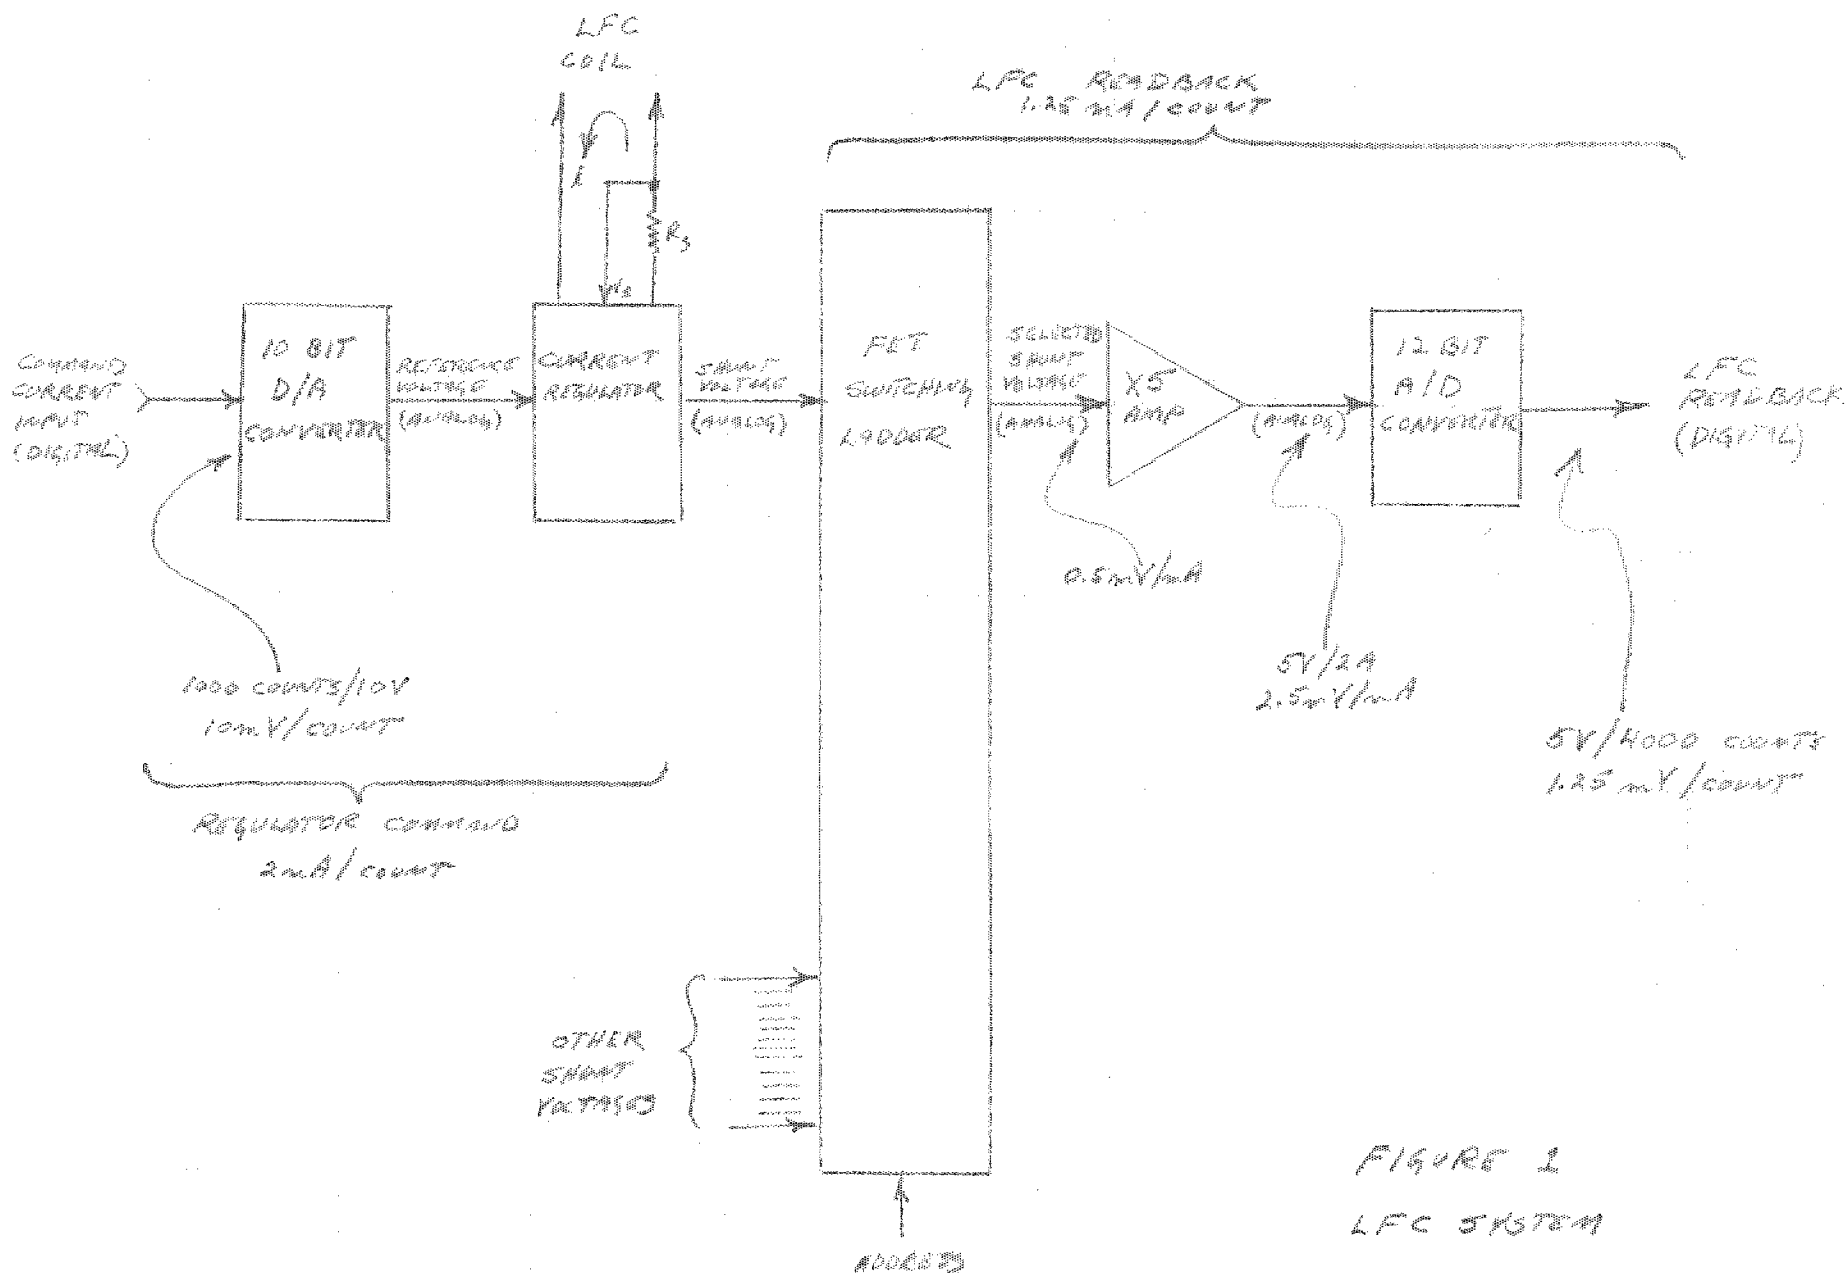 LFC
COIL
LFC READBACK
1.25 mA/COUNT
i
Rs
Vs
COMMAND
CURRENT
INPUT
(DIGITAL)
10 BIT
D/A
CONVERTER
REFERENCE
VOLTAGE
(ANALOG)
CURRENT
REGULATOR
SHUNT
VOLTAGE
(ANALOG)
FET
SWITCHING
LADDER
SELECTED
SHUNT
VOLTAGE
(ANALOG)
X5
AMP
(ANALOG)
12 BIT
A/D
CONVERTER
LFC
READBACK
(DIGITAL)
0.5mV/mA
1000 COUNTS/10V
10mV/COUNT
5V/2A
2.5mV/mA
5V/4000 COUNTS
1.25 mV/COUNT
REGULATOR COMMAND
2mA/COUNT
OTHER
SHUNT
VOLTAGES
ADDRESS
FIGURE 1
LFC SYSTEM